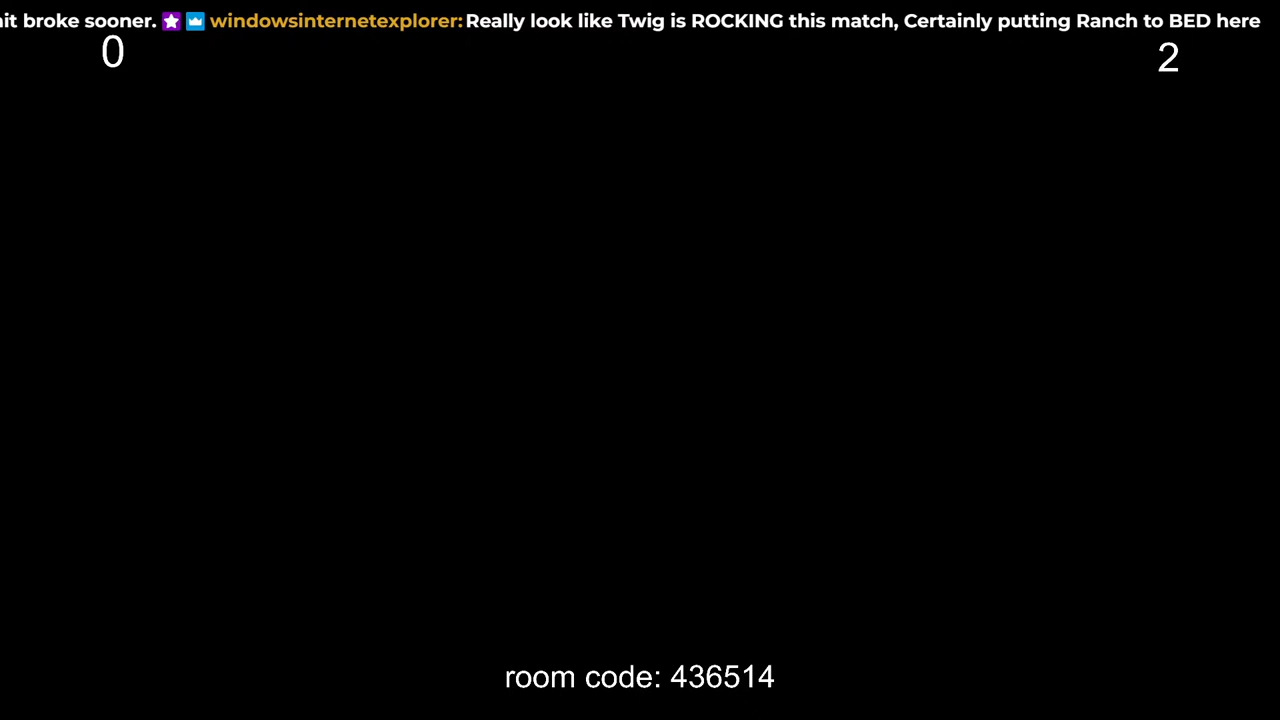 broke sooner. windowsinternetexplorer: Really look like Twig is ROCKING this match, Certainly putting Ranch to BED here
0
2
room code: 436514